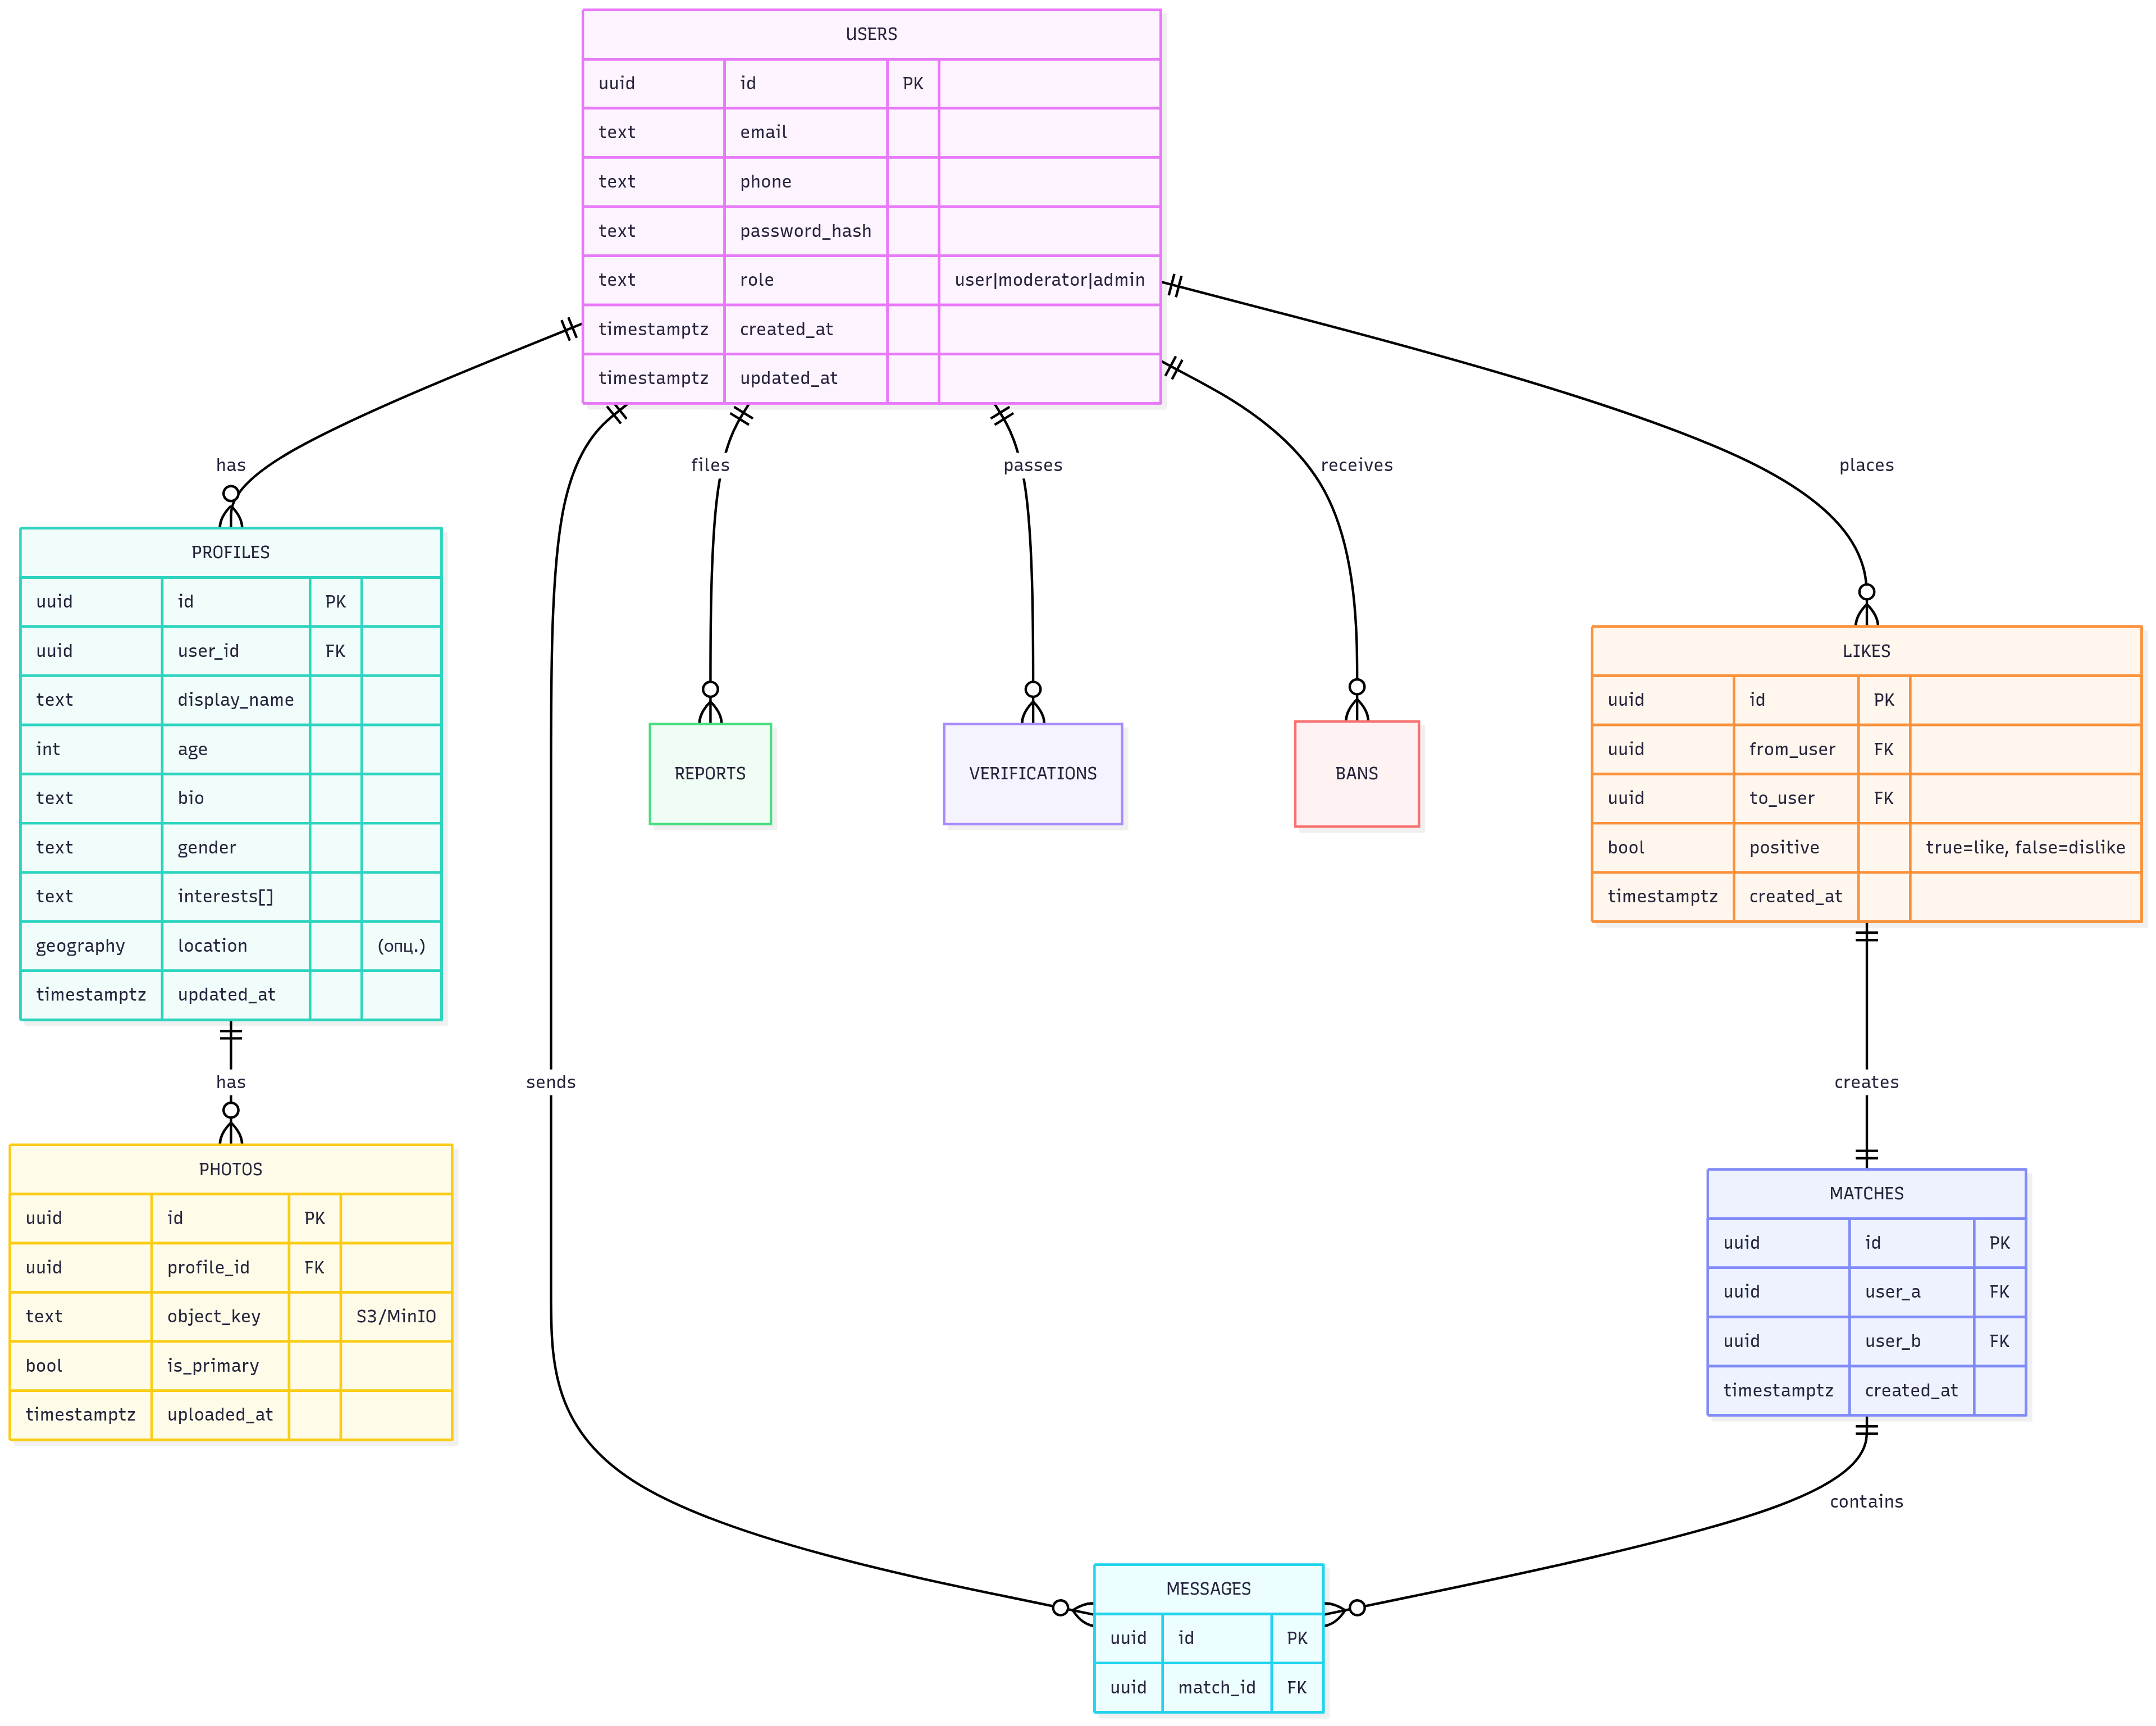 USERS
uuid id PK
text email
text phone
text password_hash
text role user|moderator|admin
timestamptz created_at
timestamptz updated_at
has
files
passes
receives
places
PROFILES
uuid id PK
uuid user_id FK
text display_name
int age
text bio
text gender
text interests[]
geography location (опц.)
timestamptz updated_at
REPORTS
VERIFICATIONS
BANS
LIKES
uuid id PK
uuid from_user FK
uuid to_user FK
bool positive true=like, false=dislike
timestamptz created_at
has
sends
creates
PHOTOS
uuid id PK
uuid profile_id FK
text object_key S3/MinIO
bool is_primary
timestamptz uploaded_at
MATCHES
uuid id PK
uuid user_a FK
uuid user_b FK
timestamptz created_at
contains
MESSAGES
uuid id PK
uuid match_id FK